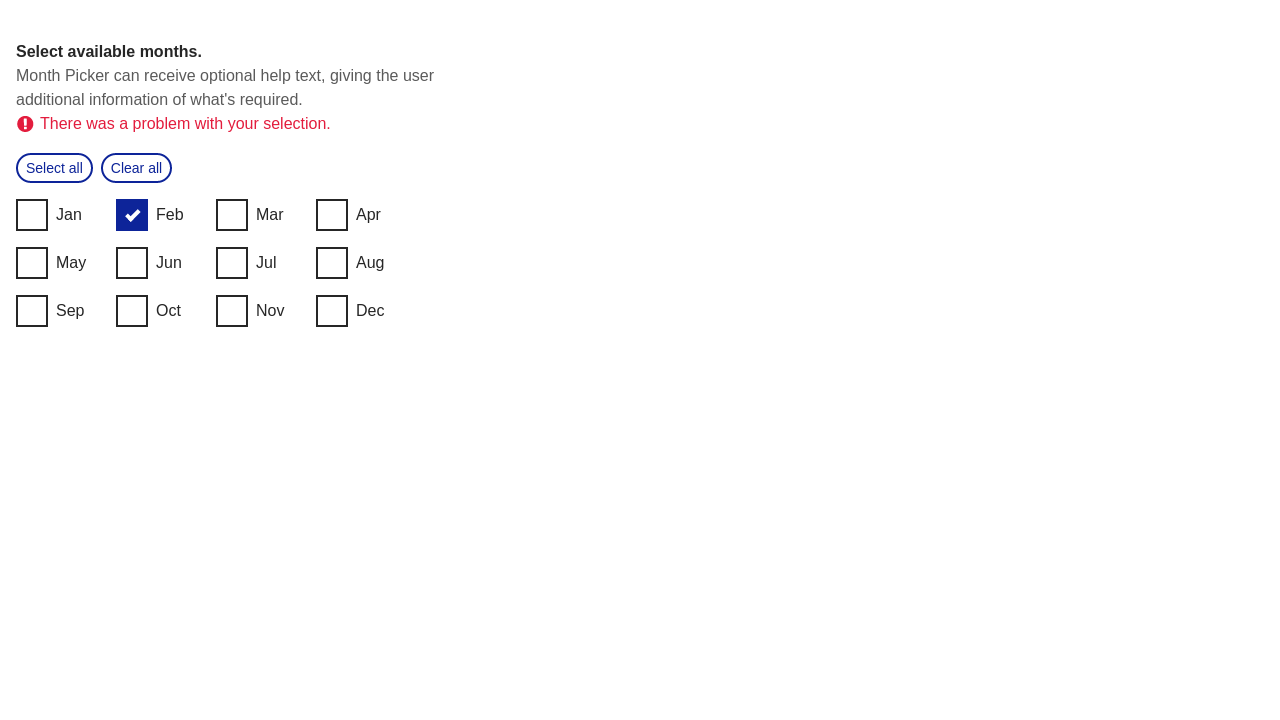 Select available months.
Month Picker can receive optional help text, giving the user
additional information of what's required.
There was a problem with your selection.
Select all Clear all
Jan Feb Mar Apr
May Jun Jul Aug
Sep Oct Nov Dec